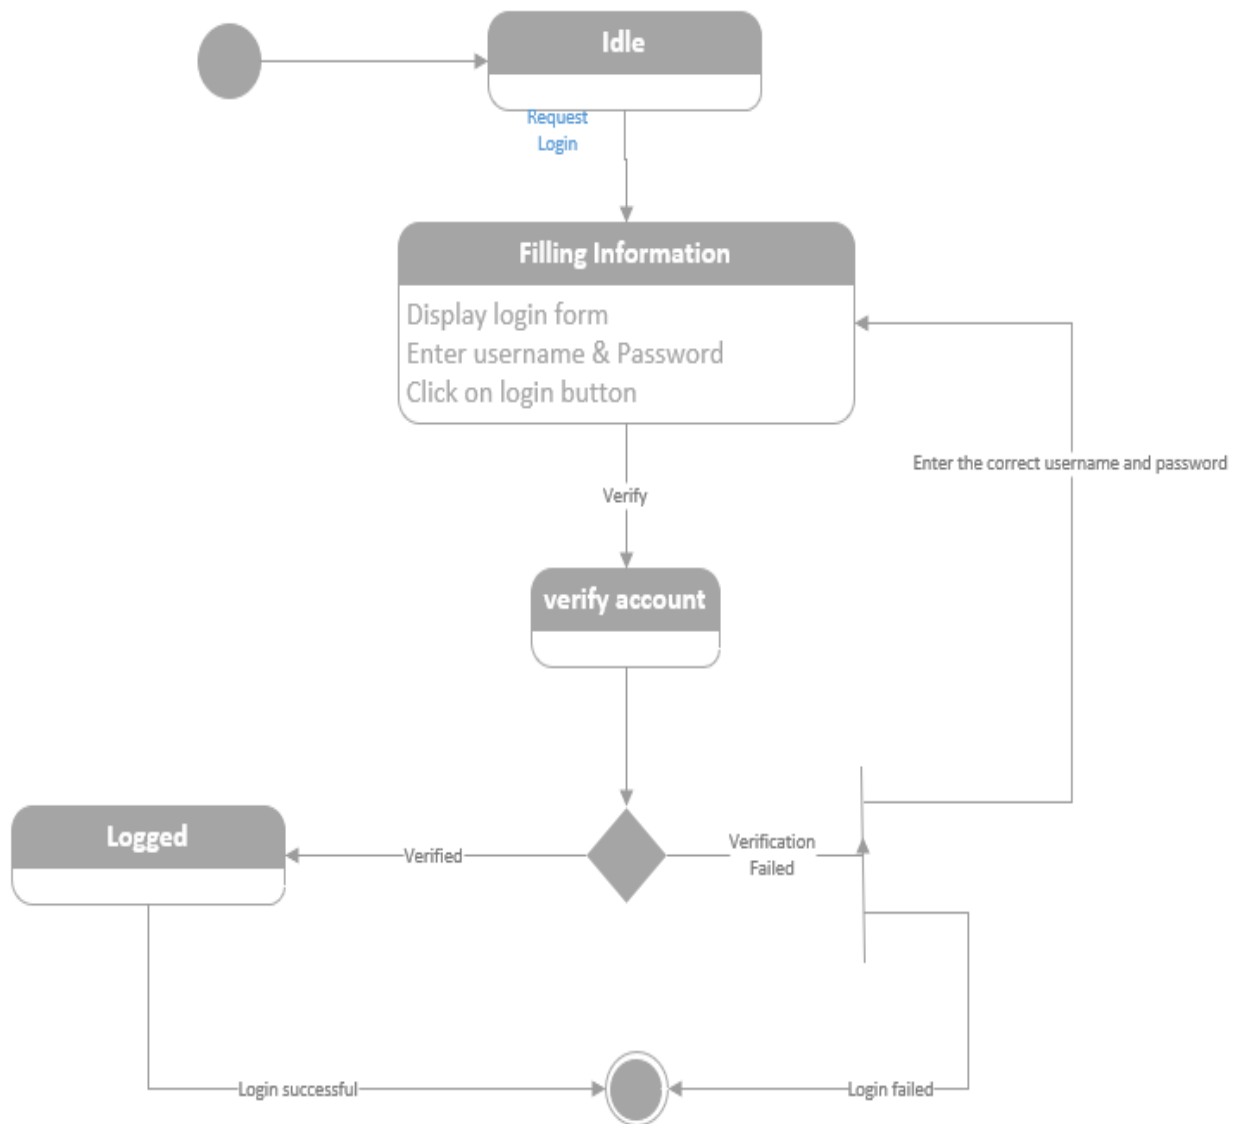 Idle
Request
Login
Filling Information
Display login form
Enter username & Password
Click on login button
Enter the correct username and password
Verify
verify account
Logged
Verified
Verification
Failed
Login successful
Login failed